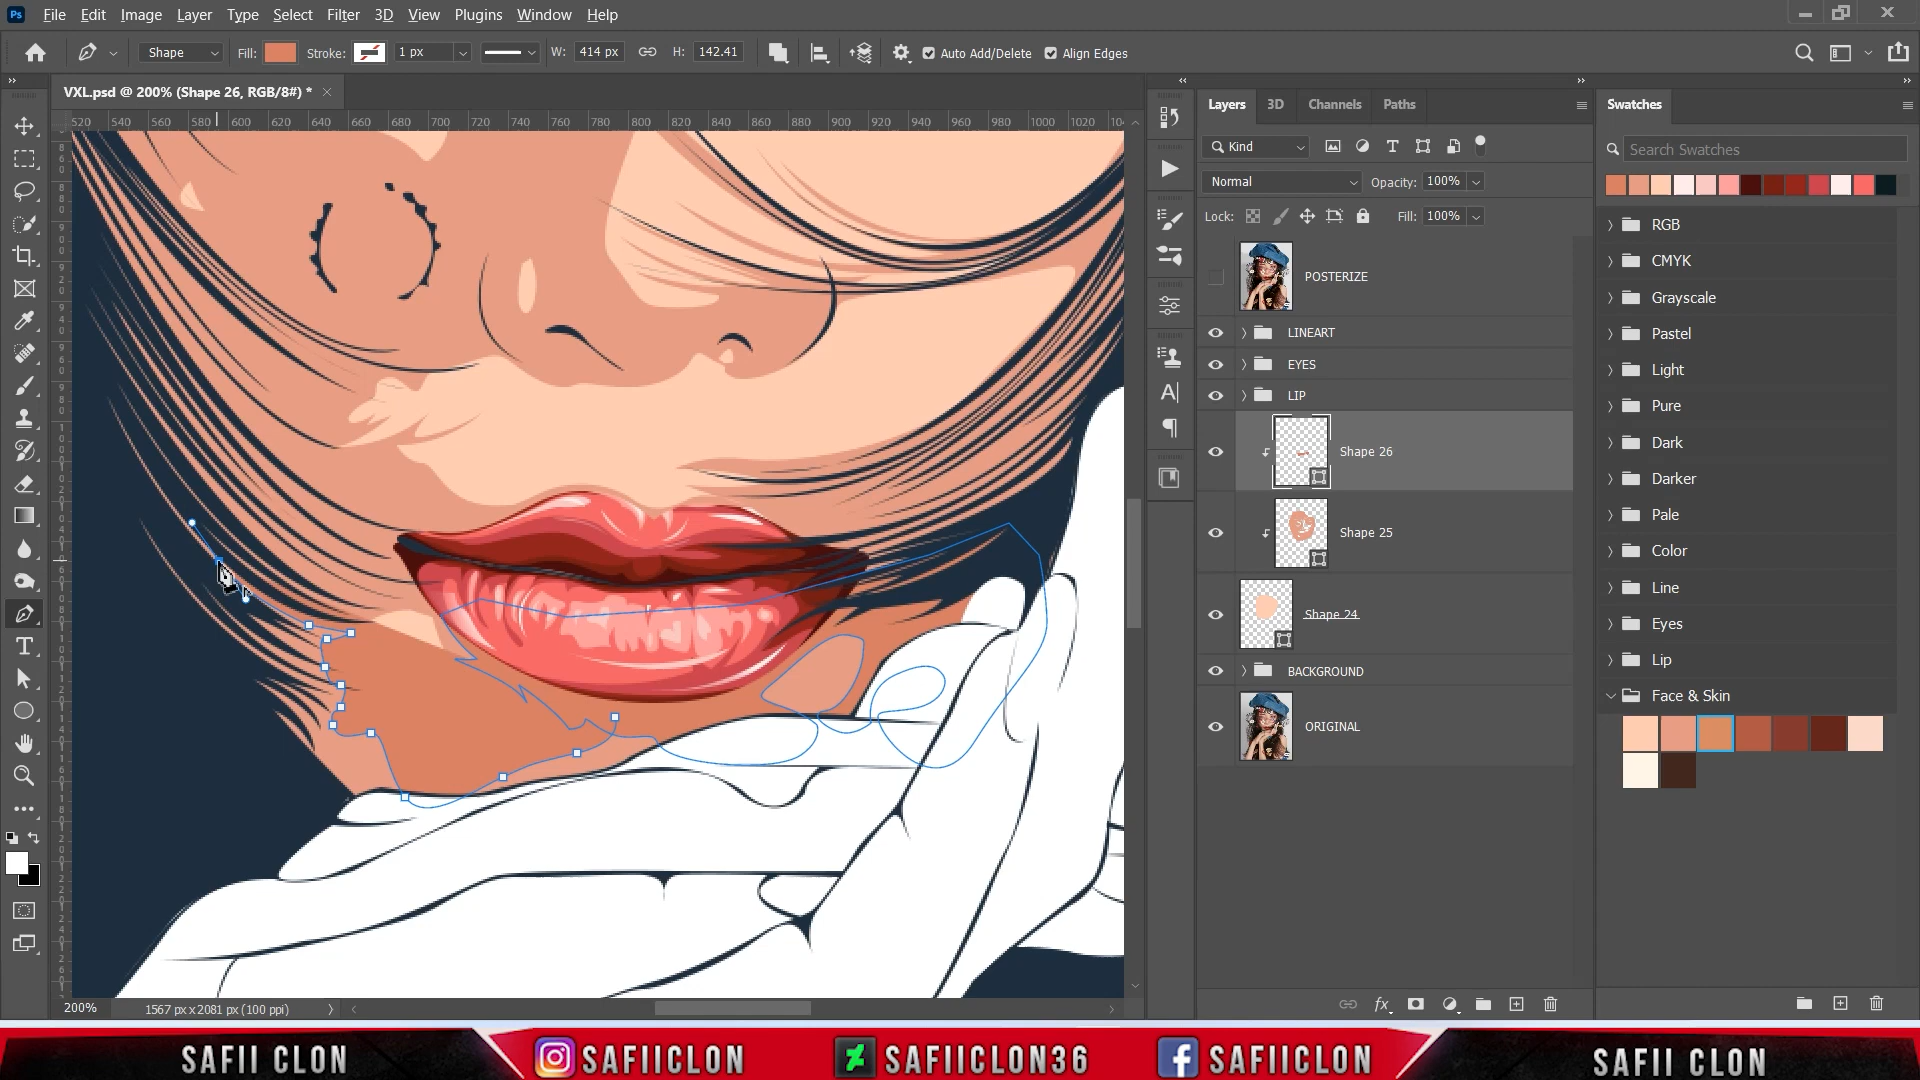 Ps File Edit Image Layer Type Select Filter 3D View Plugins Window Help
Shape Fill: Stroke: 1 px W: 414 px H: 142.41 Auto Add/Delete Align Edges
VXL.psd @ 200% (Shape 26, RGB/8#) *
520 540 560 580 600 620 640 660 680 700 720 740 760 780 800 820 840 860 880 900 920 940 960 980 1000 1020
Layers 3D Channels Paths
Kind
Normal Opacity: 100%
Lock: Fill: 100%
POSTERIZE
LINEART
EYES
LIP
Shape 26
Shape 25
Shape 24
BACKGROUND
ORIGINAL
Swatches
Search Swatches
RGB
CMYK
Grayscale
Pastel
Light
Pure
Dark
Darker
Pale
Color
Line
Eyes
Lip
Face & Skin
200% 1567 px x 2081 px (100 ppi)
SAFII CLON SAFIICLON SAFIICLON36 SAFIICLON SAFII CLON